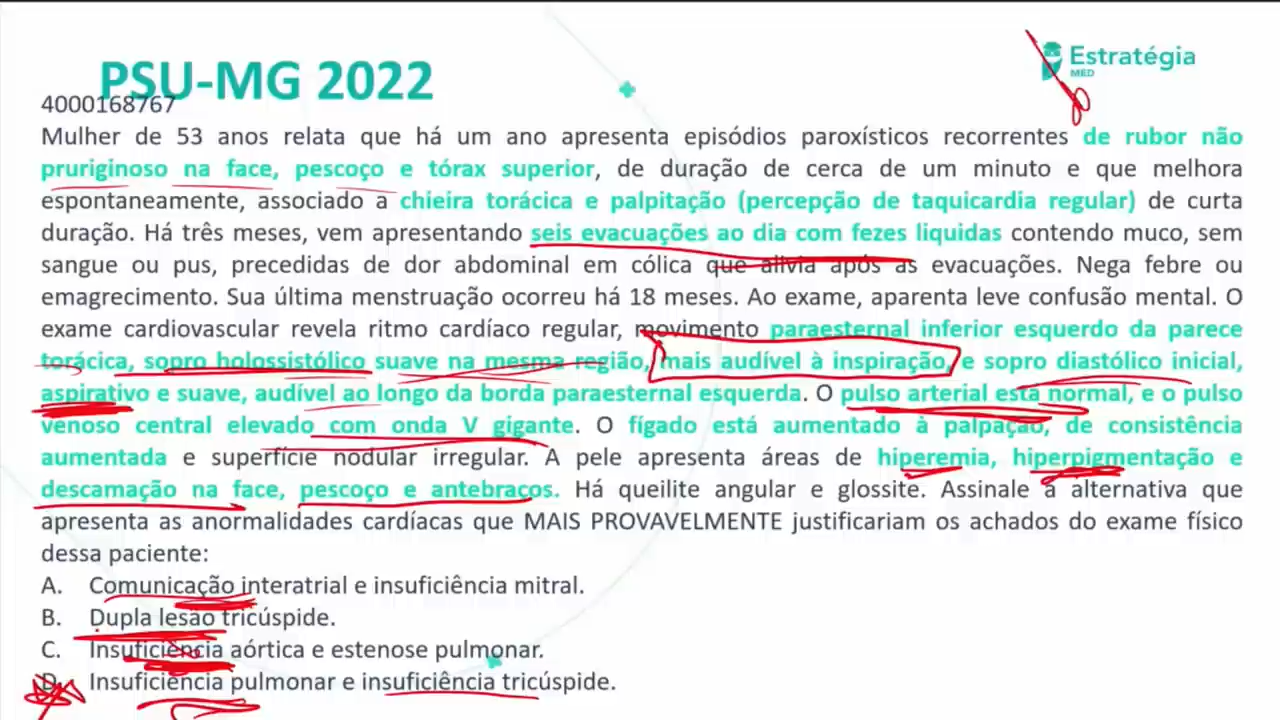 PSU-MG 2022
Estratégia
MED
4000168767
Mulher de 53 anos relata que há um ano apresenta episódios paroxísticos recorrentes de rubor não
pruriginoso na face, pescoço e tórax superior, de duração de cerca de um minuto e que melhora
espontaneamente, associado a chieira torácica e palpitação (percepção de taquicardia regular) de curta
duração. Há três meses, vem apresentando seis evacuações ao dia com fezes liquidas contendo muco, sem
sangue ou pus, precedidas de dor abdominal em cólica que alivia após as evacuações. Nega febre ou
emagrecimento. Sua última menstruação ocorreu há 18 meses. Ao exame, aparenta leve confusão mental. O
exame cardiovascular revela ritmo cardíaco regular, movimento paraesternal inferior esquerdo da parece
torácica, sopro holossistólico suave na mesma região, mais audível à inspiração, e sopro diastólico inicial,
aspirativo e suave, audível ao longo da borda paraesternal esquerda. O pulso arterial está normal, e o pulso
venoso central elevado com onda V gigante. O fígado está aumentado à palpação, de consistência
aumentada e superfície nodular irregular. A pele apresenta áreas de hiperemia, hiperpigmentação e
descamação na face, pescoço e antebraços. Há queilite angular e glossite. Assinale a alternativa que
apresenta as anormalidades cardíacas que MAIS PROVAVELMENTE justificariam os achados do exame físico
dessa paciente:
A. Comunicação interatrial e insuficiência mitral.
B. Dupla lesão tricúspide.
C. Insuficiência aórtica e estenose pulmonar.
D. Insuficiência pulmonar e insuficiência tricúspide.